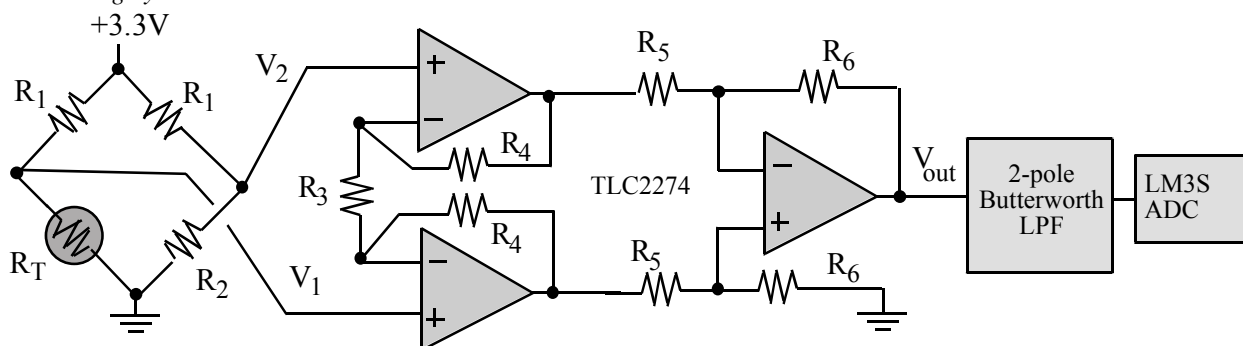 +3.3V
R1
R1
V2
+
−
R4
R3
R4
−
+
RT
R2
V1
R5
R6
TLC2274
−
+
R5
R6
Vout
2-pole
Butterworth
LPF
LM3S
ADC